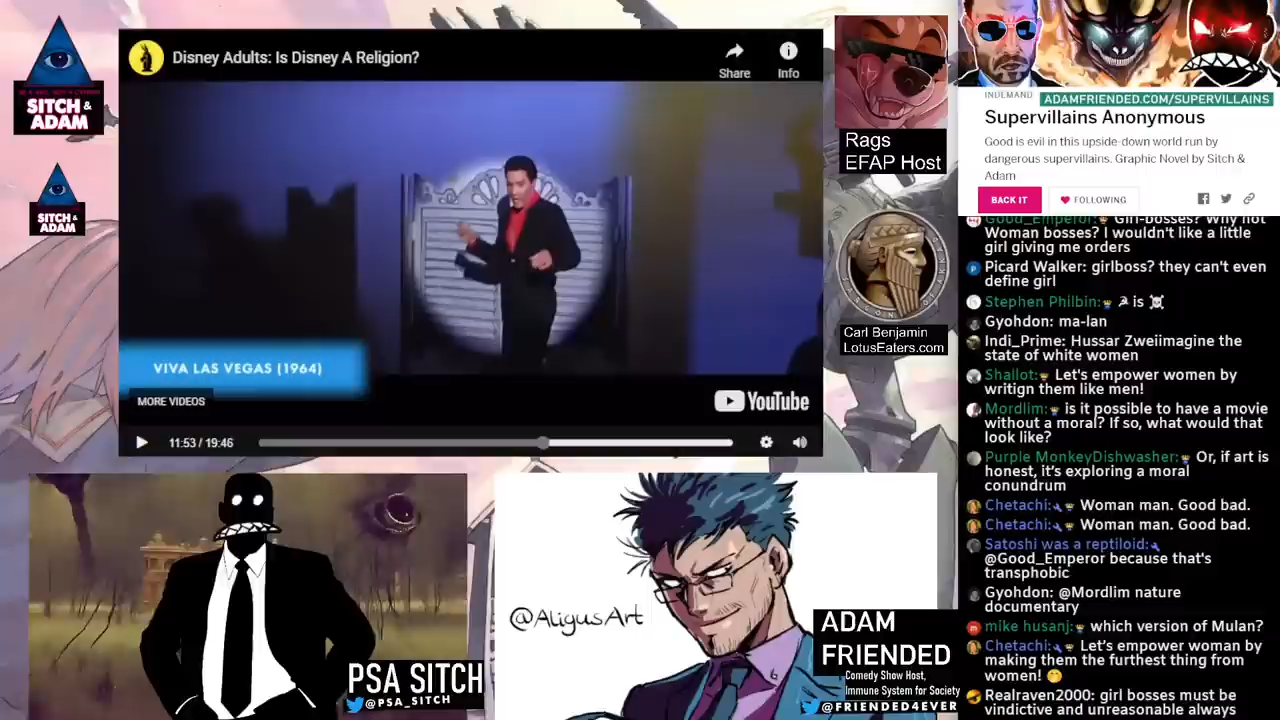 SITCH &
ADAM
SITCH &
ADAM
Disney Adults: Is Disney A Religion?
Share
Info
VIVA LAS VEGAS (1964)
MORE VIDEOS
YouTube
11:53 / 19:46
Rags
EFAP Host
Carl Benjamin
LotusEaters.com
INDEMAND
ADAMFRIENDED.COM/SUPERVILLAINS
Supervillains Anonymous
Good is evil in this upside-down world run by
dangerous supervillains. Graphic Novel by Sitch &
Adam
BACK IT
FOLLOWING
Good_Emperor: Girl-bosses? Why not
Woman bosses? I wouldn't like a little
girl giving me orders
Picard Walker: girlboss? they can't even
define girl
Stephen Philbin: ☭ is ☠
Gyohdon: ma-lan
Indi_Prime: Hussar Zweiimagine the
state of white women
Shallot: Let's empower women by
writign them like men!
Mordlim: is it possible to have a movie
without a moral? If so, what would that
look like?
Purple MonkeyDishwasher: Or, if art is
honest, it's exploring a moral
conundrum
Chetachi: Woman man. Good bad.
Chetachi: Woman man. Good bad.
Satoshi was a reptiloid:
@Good_Emperor because that's
transphobic
Gyohdon: @Mordlim nature
documentary
mike husanj: which version of Mulan?
Chetachi: Let's empower women by
making them the furthest thing from
women! 🤭
Realraven2000: girl bosses must be
vindictive and unreasonable always
PSA SITCH
@PSA_SITCH
@AligusArt
ADAM
FRIENDED
Comedy Show Host,
Immune System for Society
@FRIENDED4EVER